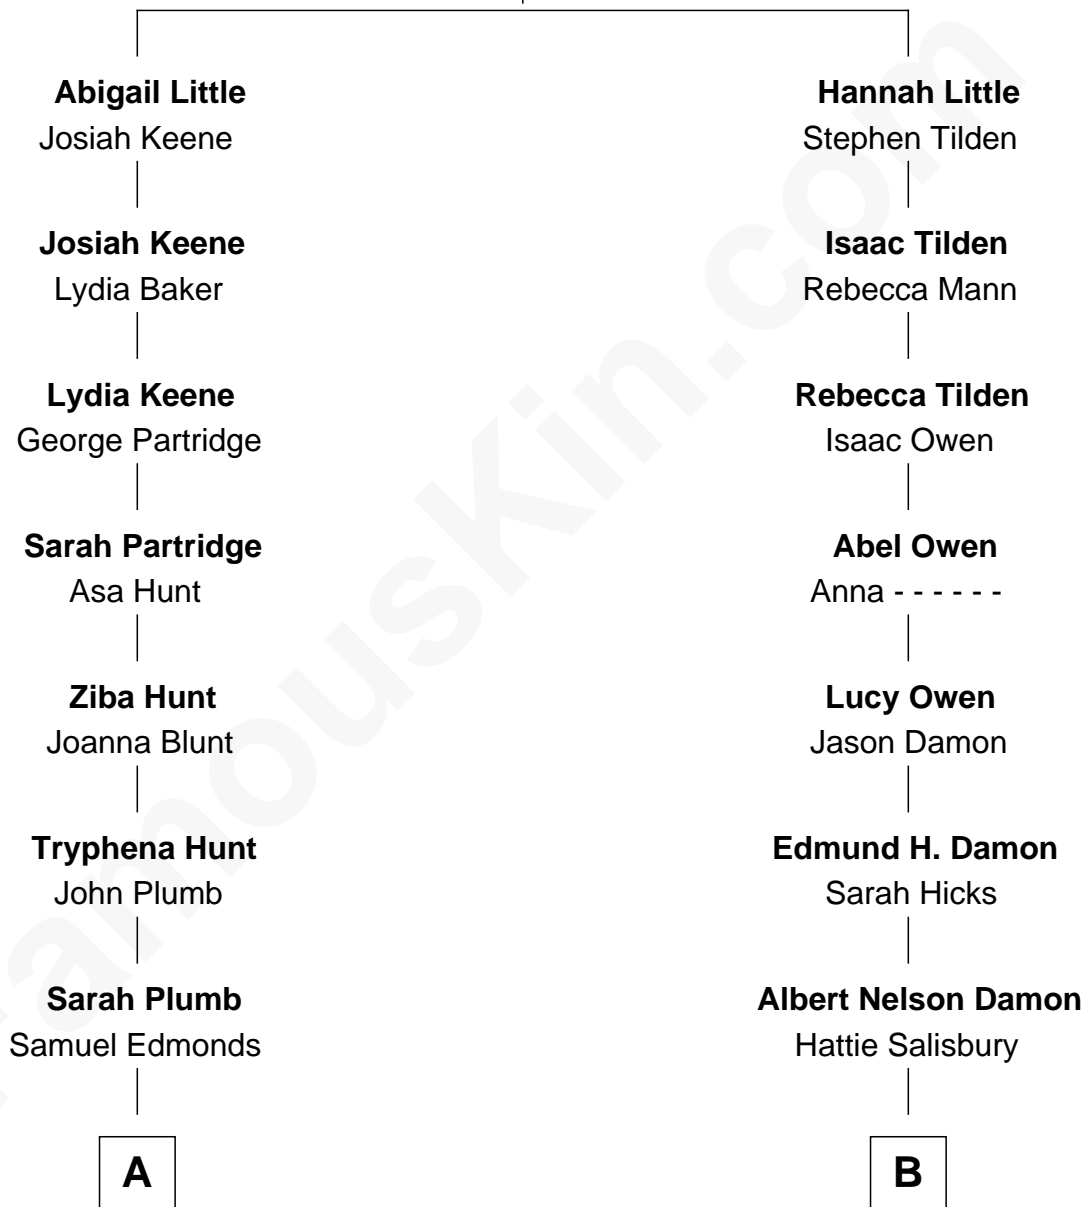 Abigail Little
Josiah Keene
Josiah Keene
Lydia Baker
Lydia Keene
George Partridge
Sarah Partridge
Asa Hunt
Ziba Hunt
Joanna Blunt
Tryphena Hunt
John Plumb
Sarah Plumb
Samuel Edmonds
A
Hannah Little
Stephen Tilden
Isaac Tilden
Rebecca Mann
Rebecca Tilden
Isaac Owen
Abel Owen
Anna - - - - - -
Lucy Owen
Jason Damon
Edmund H. Damon
Sarah Hicks
Albert Nelson Damon
Hattie Salisbury
B
FamousKin.com